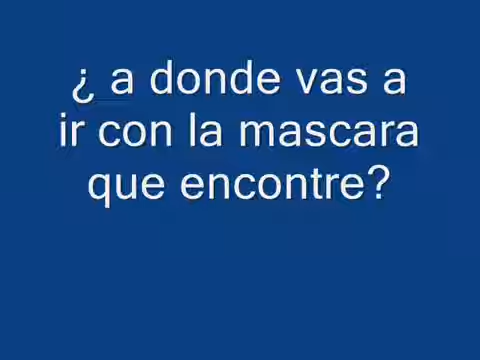 ¿ a donde vas a
ir con la mascara
que encontre?